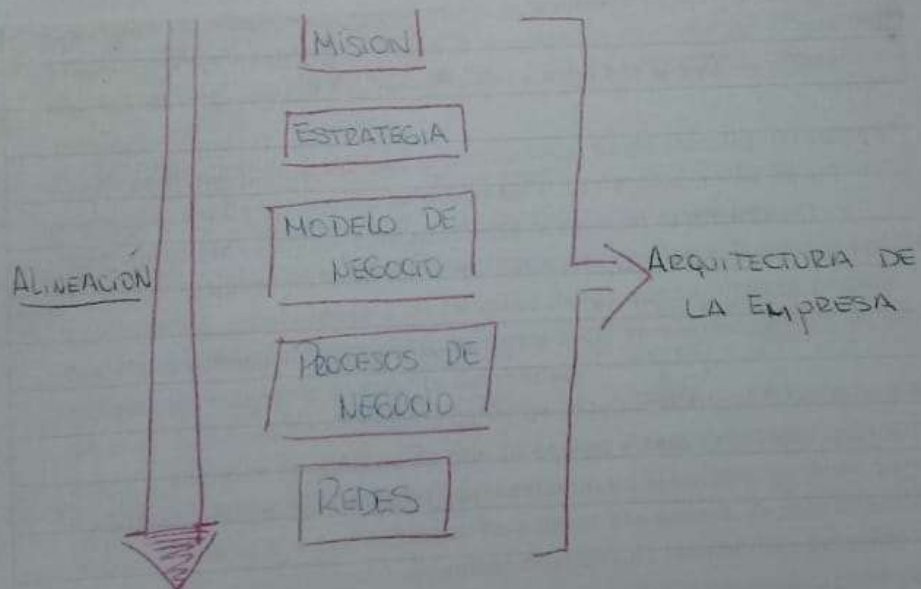 MISION
ESTRATEGIA
MODELO DE
NEGOCIO
ALINEACIÓN
ARQUITECTURA DE
LA EMPRESA
PROCESOS DE
NEGOCIO
REDES